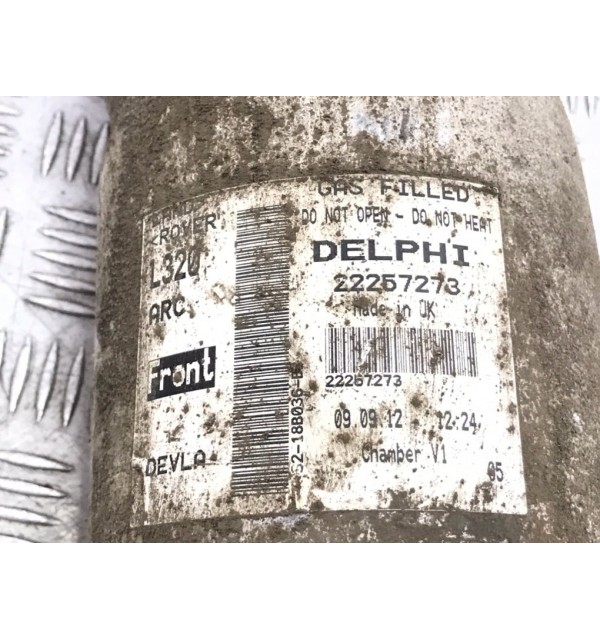 ROVER
L320
ARC
Front
DEVLA
-18B036-
GAS FILLED
DO NOT OPEN - DO NOT HEAT
DELPHI
22257273
Made in UK
22257273
09.09.12 12:24
Chamber V1
05